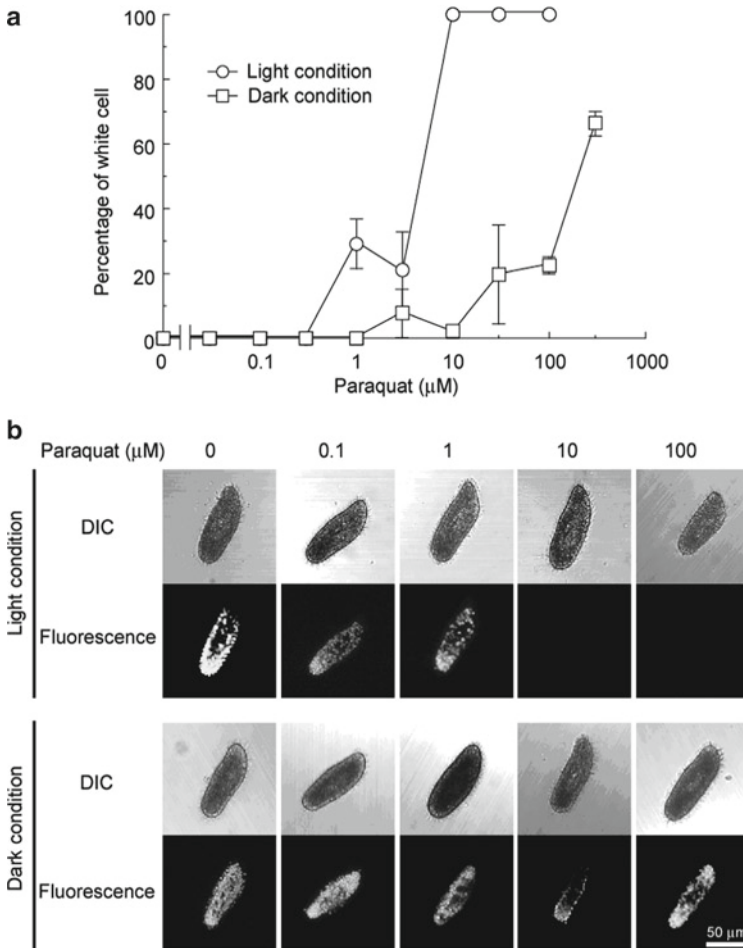 a
100
80
60
40
20
0
Percentage of white cell
Light condition
Dark condition
0 0.1 1 10 100 1000
Paraquat (μM)
b
Paraquat (μM) 0 0.1 1 10 100
Light condition
DIC
Fluorescence
Dark condition
DIC
Fluorescence
50 μm